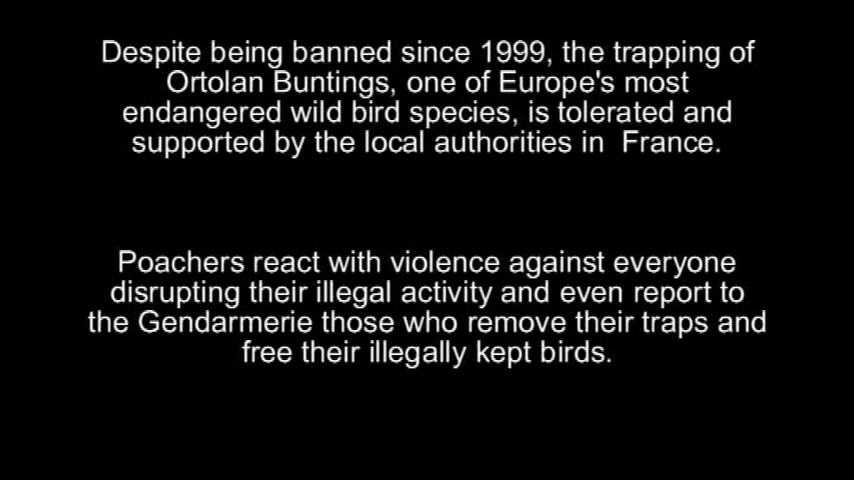 Despite being banned since 1999, the trapping of
Ortolan Buntings, one of Europe's most
endangered wild bird species, is tolerated and
supported by the local authorities in  France.
Poachers react with violence against everyone
disrupting their illegal activity and even report to
the Gendarmerie those who remove their traps and
free their illegally kept birds.